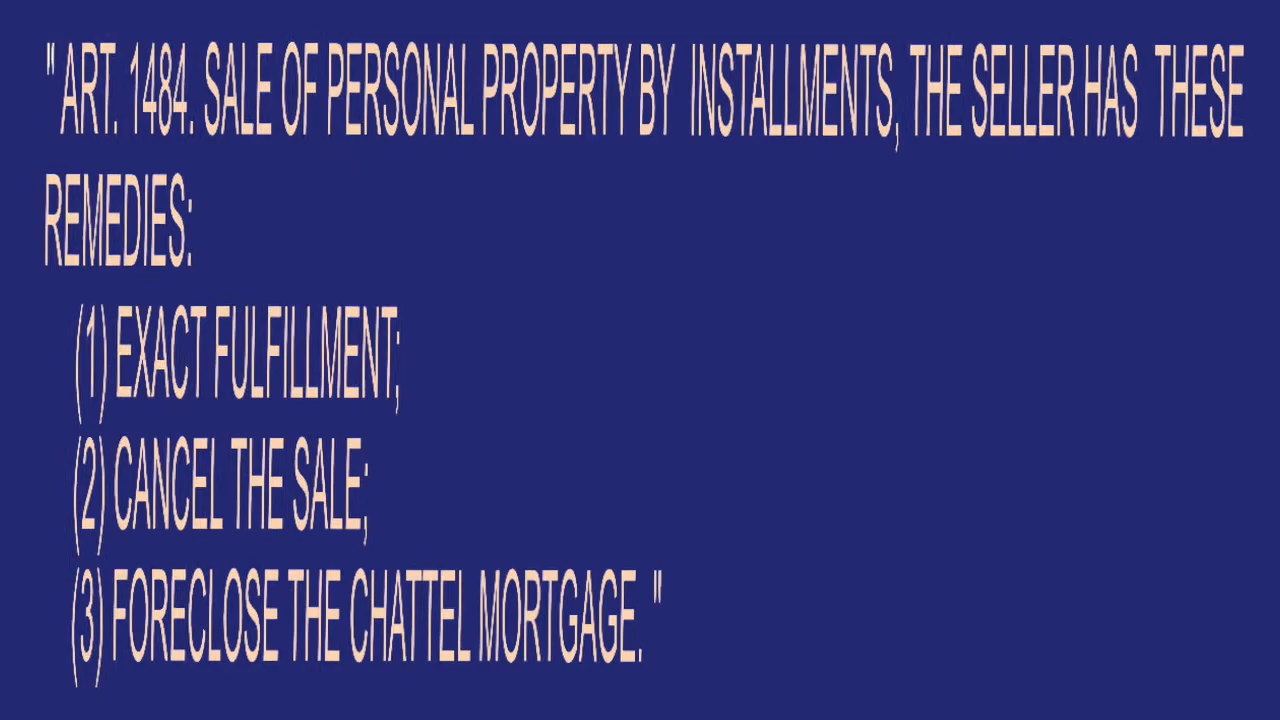 " ART. 1484. SALE OF PERSONAL PROPERTY BY INSTALLMENTS, THE SELLER HAS THESE
REMEDIES:
(1) EXACT FULFILLMENT;
(2) CANCEL THE SALE;
(3) FORECLOSE THE CHATTEL MORTGAGE. "